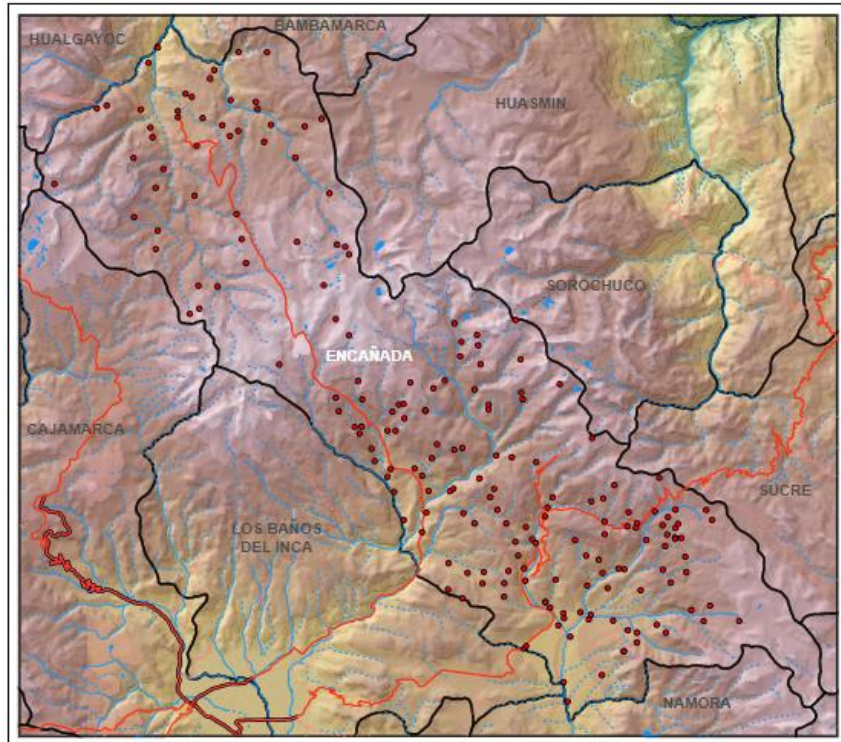 BAMBAMARCA
HUALGAYOC
HUASMIN
SOROCHUCO
ENCAÑADA
CAJAMARCA
SUCRE
LOS BAÑOS
DEL INCA
NAMORA